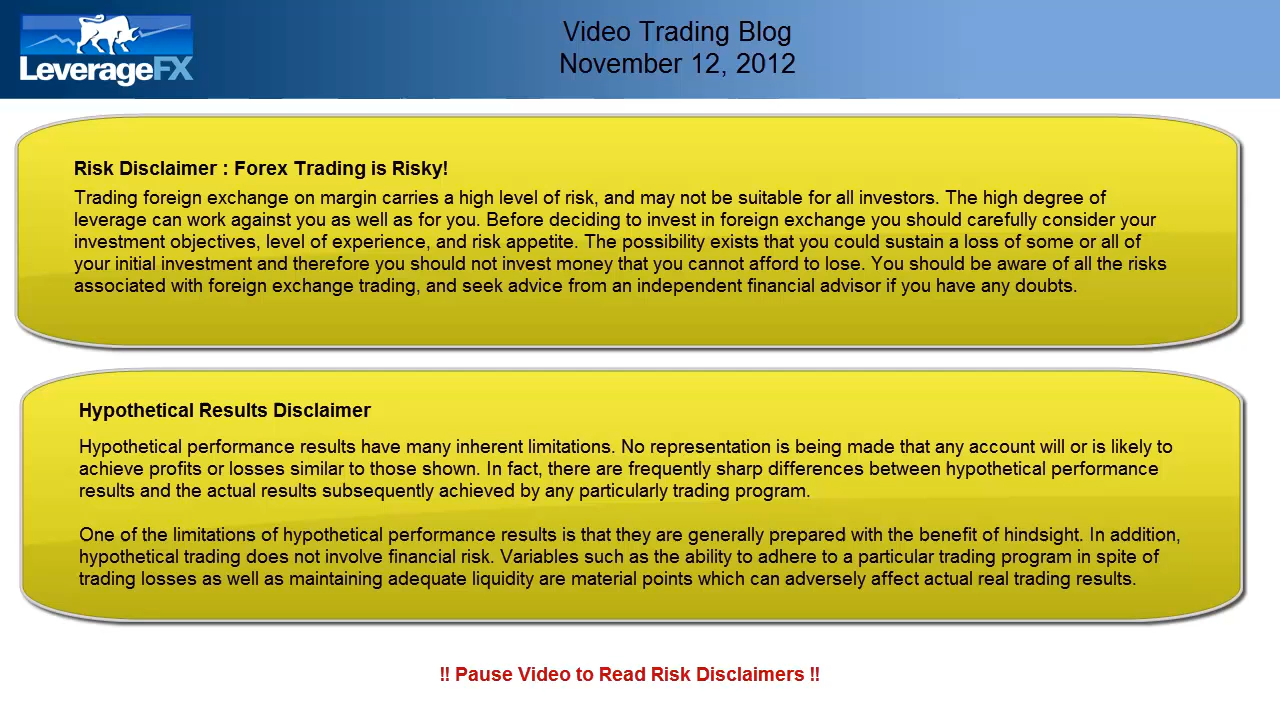 LeverageFX
Video Trading Blog
November 12, 2012
Risk Disclaimer : Forex Trading is Risky!
Trading foreign exchange on margin carries a high level of risk, and may not be suitable for all investors. The high degree of
leverage can work against you as well as for you. Before deciding to invest in foreign exchange you should carefully consider your
investment objectives, level of experience, and risk appetite. The possibility exists that you could sustain a loss of some or all of
your initial investment and therefore you should not invest money that you cannot afford to lose. You should be aware of all the risks
associated with foreign exchange trading, and seek advice from an independent financial advisor if you have any doubts.
Hypothetical Results Disclaimer
Hypothetical performance results have many inherent limitations. No representation is being made that any account will or is likely to
achieve profits or losses similar to those shown. In fact, there are frequently sharp differences between hypothetical performance
results and the actual results subsequently achieved by any particularly trading program.
One of the limitations of hypothetical performance results is that they are generally prepared with the benefit of hindsight. In addition,
hypothetical trading does not involve financial risk. Variables such as the ability to adhere to a particular trading program in spite of
trading losses as well as maintaining adequate liquidity are material points which can adversely affect actual real trading results.
!! Pause Video to Read Risk Disclaimers !!